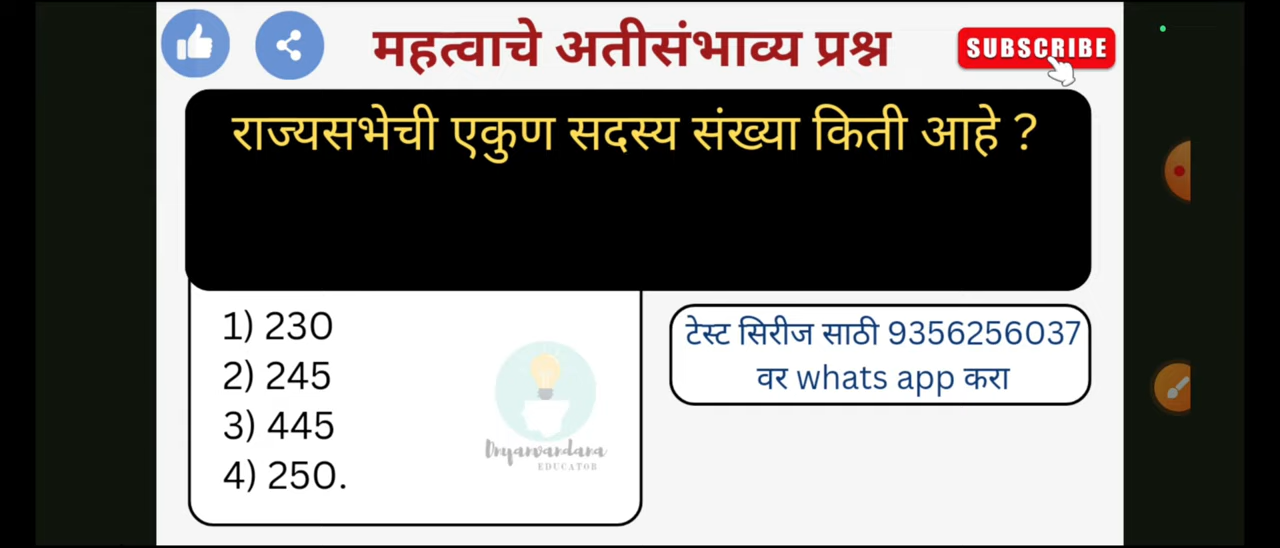 महत्वाचे अतीसंभाव्य प्रश्न
SUBSCRIBE
राज्यसभेची एकुण सदस्य संख्या किती आहे ?
1) 230
2) 245
3) 445
4) 250.
Dnyanvandana
EDUCATOR
टेस्ट सिरीज साठी 9356256037
वर whats app करा